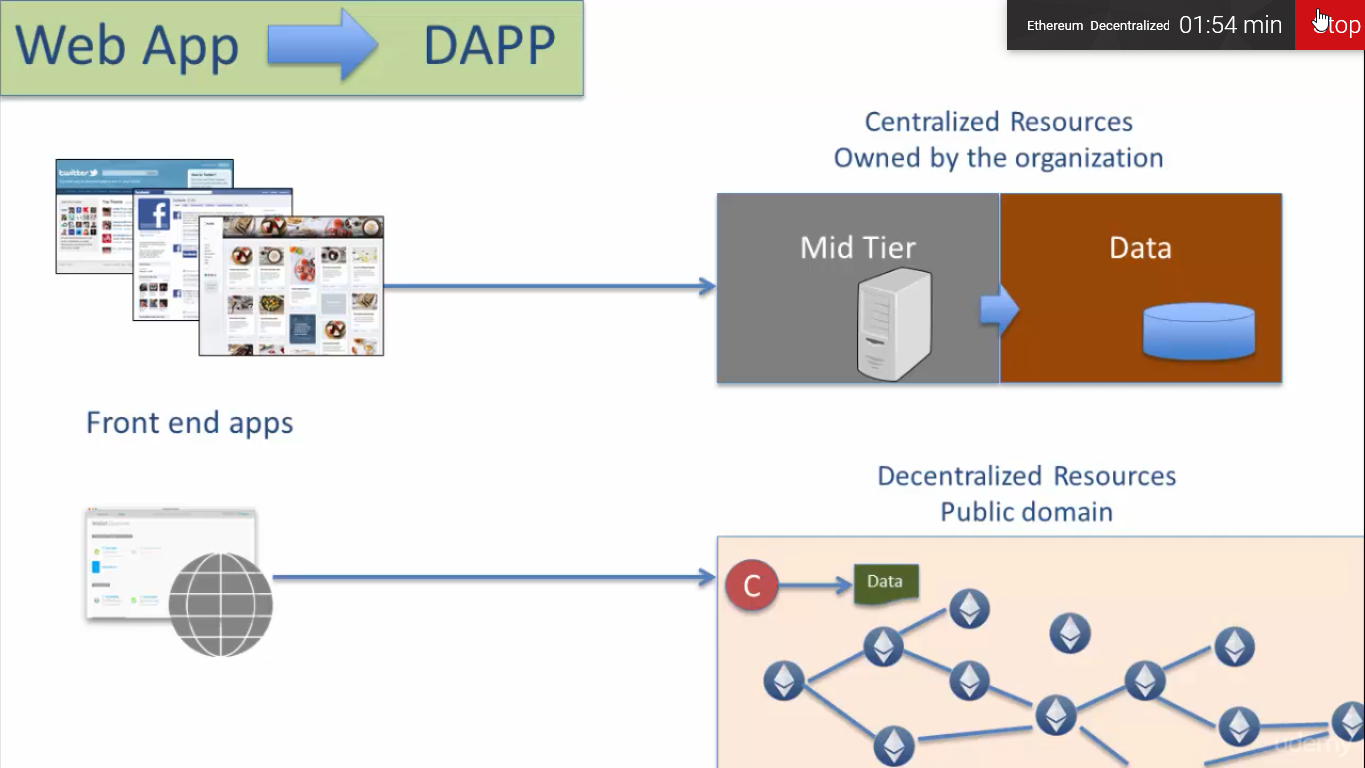 Web App DAPP
Ethereum Decentralized 01:54 min Stop
Centralized Resources
Owned by the organization
twitter
Mid Tier
Data
Front end apps
Decentralized Resources
Public domain
C
Data
udemy